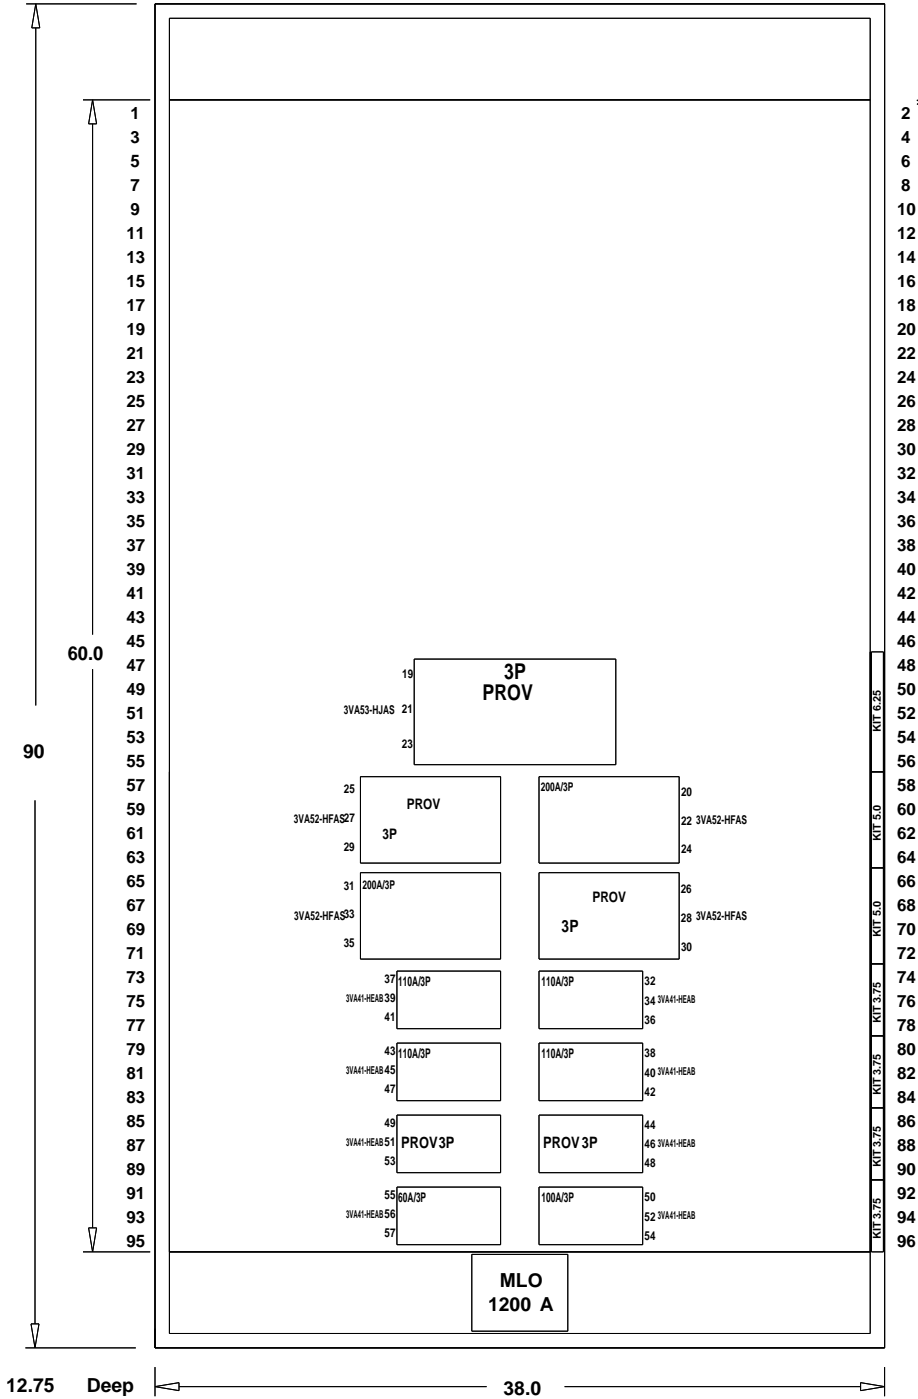 1 2
3 4
5 6
7 8
9 10
11 12
13 14
15 16
17 18
19 20
21 22
23 24
25 26
27 28
29 30
31 32
33 34
35 36
37 38
39 40
41 42
43 44
45 46
60.0
47 48
19 3P
PROV
49 50
3VA53-HJAS 21
51 52
KIT 6.25
23
53 54
90
55 56
57 58
25 200A/3P 20
PROV
59 60
3VA52-HFAS 27 22 3VA52-HFAS
KIT 5.0
61 62
3P
29 24
63 64
65 66
31 200A/3P 26
PROV
67 68
3VA52-HFAS 33 28 3VA52-HFAS
KIT 5.0
3P
69 70
35 30
71 72
73 74
37 110A/3P 110A/3P 32
75 76
3VA41-HEAB 39 34 3VA41-HEAB
KIT 3.75
41 36
77 78
79 80
43 110A/3P 110A/3P 38
81 82
3VA41-HEAB 45 40 3VA41-HEAB
KIT 3.75
47 42
83 84
85 86
49 44
87 88
3VA41-HEAB 51 PROV 3P PROV 3P 46 3VA41-HEAB
KIT 3.75
53 48
89 90
91 92
55 60A/3P 100A/3P 50
93 94
3VA41-HEAB 56 52 3VA41-HEAB
KIT 3.75
57 54
95 96
MLO
1200 A
12.75 Deep
38.0